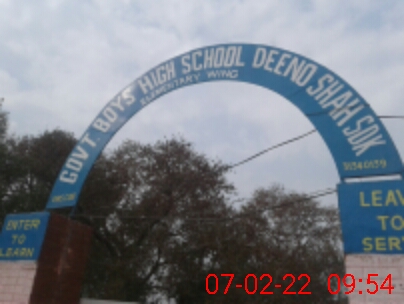 GOVT BOYS HIGH SCHOOL DEENO SHAH SDK
ELEMENTARY WING
ENTER
TO
LEARN
LEAV
TO
SER
07-02-22 09:54